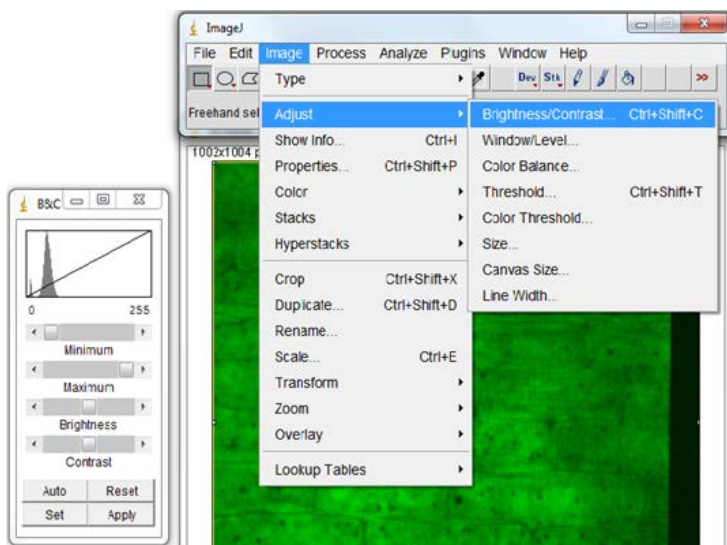 ImageJ
File Edit Image Process Analyze Plugins Window Help
Dev Stk >>
Freehand sel
1002x1004 p
Type
Adjust
Show Info... Ctrl+I
Properties... Ctrl+Shift+P
Color
Stacks
Hyperstacks
Crop Ctrl+Shift+X
Duplicate... Ctrl+Shift+D
Rename...
Scale... Ctrl+E
Transform
Zoom
Overlay
Lookup Tables
Brightness/Contrast... Ctrl+Shift+C
Window/Level...
Color Balance...
Threshold... Ctrl+Shift+T
Color Threshold...
Size...
Canvas Size...
Line Width...
B&C
0 255
Minimum
Maximum
Brightness
Contrast
Auto Reset
Set Apply